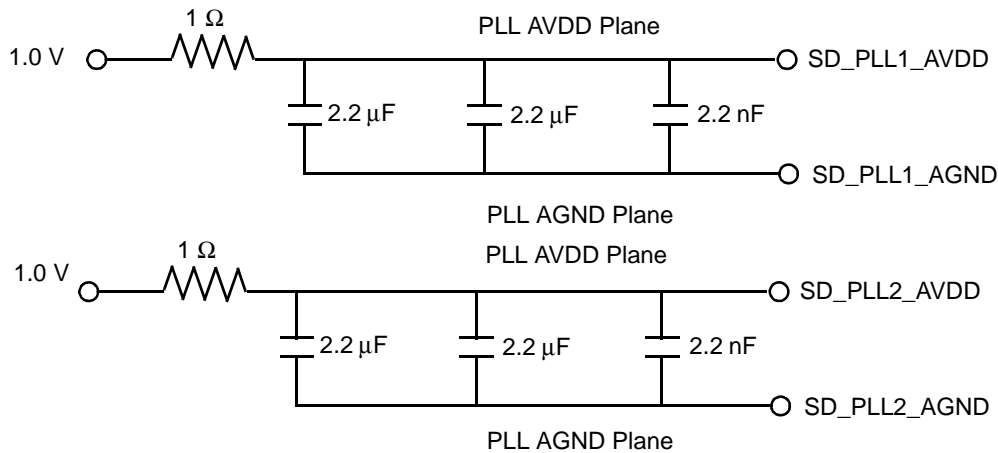 1 Ω
PLL AVDD Plane
1.0 V
SD_PLL1_AVDD
2.2 μF
2.2 μF
2.2 nF
SD_PLL1_AGND
PLL AGND Plane
1 Ω
PLL AVDD Plane
1.0 V
SD_PLL2_AVDD
2.2 μF
2.2 μF
2.2 nF
SD_PLL2_AGND
PLL AGND Plane